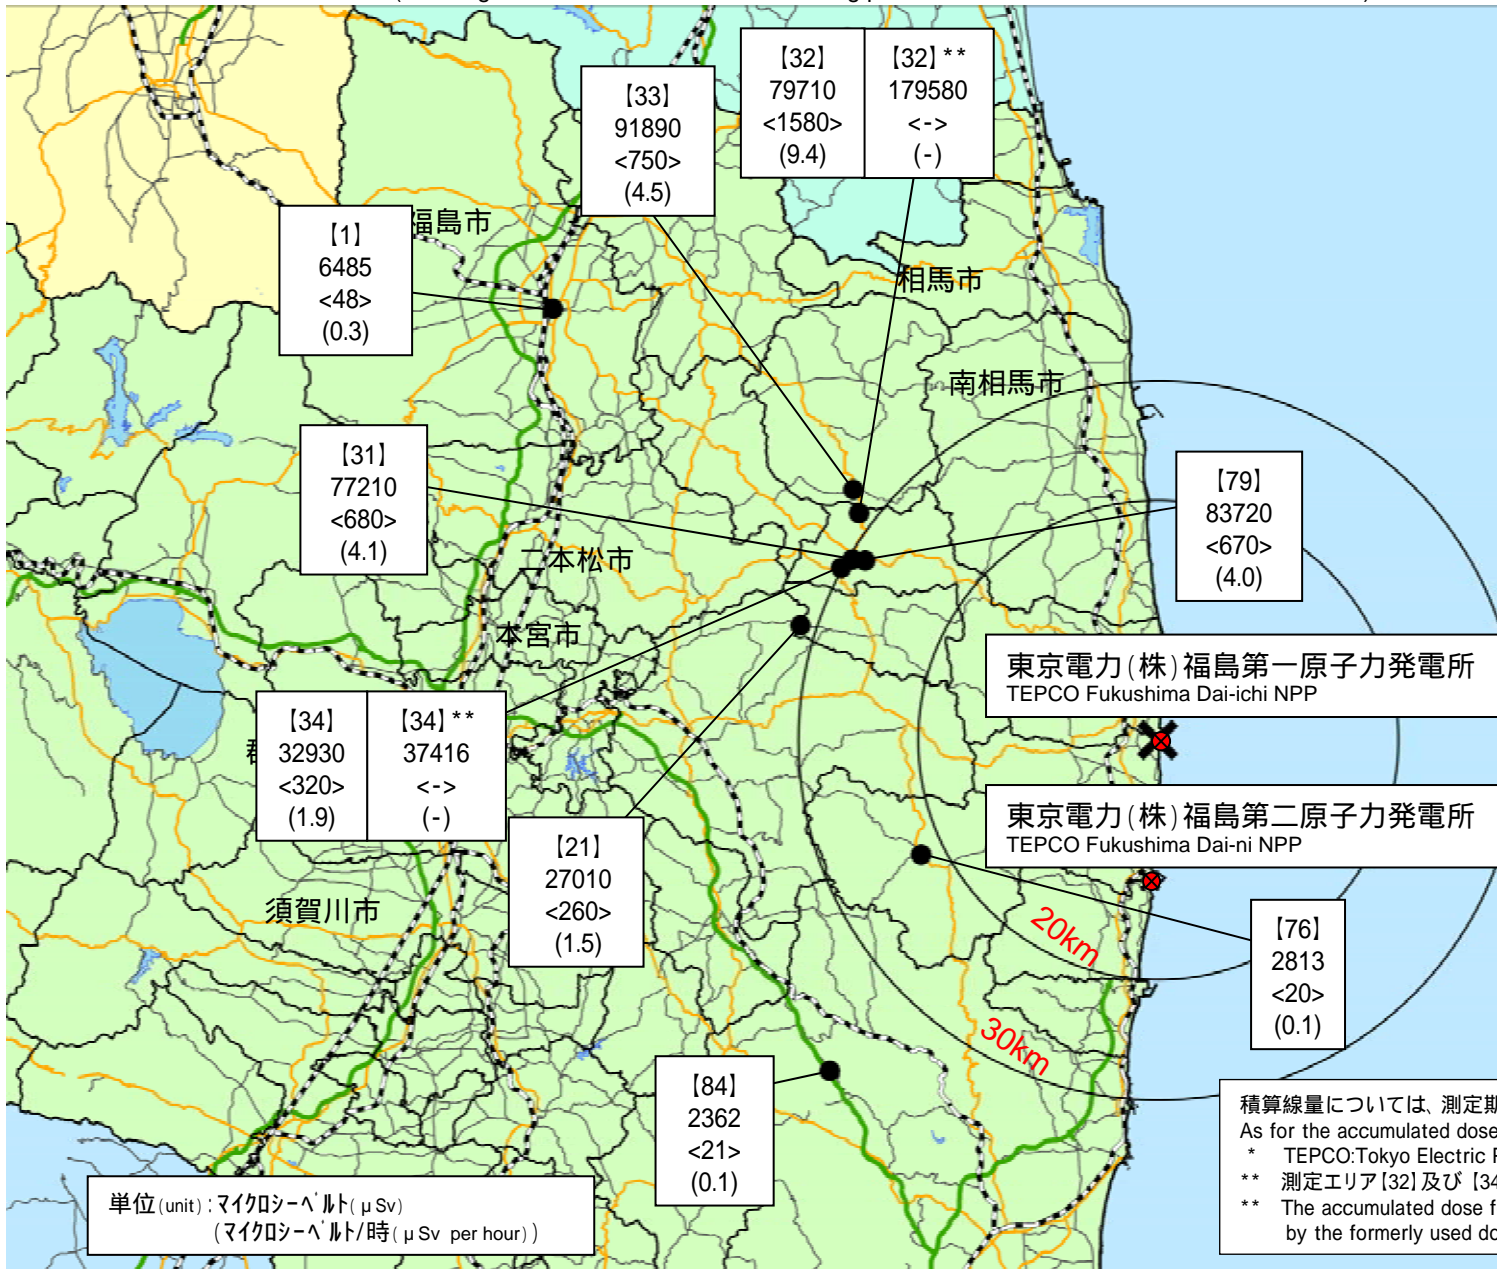 【32】
79710
<1580>
(9.4)
【32】**
179580
<->
(-)
【33】
91890
<750>
(4.5)
【1】
6485
<48>
(0.3)
福島市
相馬市
南相馬市
【31】
77210
<680>
(4.1)
【79】
83720
<670>
(4.0)
二本松市
本宮市
東京電力(株)福島第一原子力発電所
TEPCO Fukushima Dai-ichi NPP
【34】
32930
<320>
(1.9)
【34】**
37416
<->
(-)
東京電力(株)福島第二原子力発電所
TEPCO Fukushima Dai-ni NPP
【21】
27010
<260>
(1.5)
須賀川市
20km
【76】
2813
<20>
(0.1)
30km
【84】
2362
<21>
(0.1)
単位(unit):マイクロシーベルト(μSv)
(マイクロシーベルト/時(μSv per hour))
積算線量については、測定期
As for the accumulated dose
* TEPCO:Tokyo Electric
** 測定エリア【32】及び【34
** The accumulated dose
by the formerly used